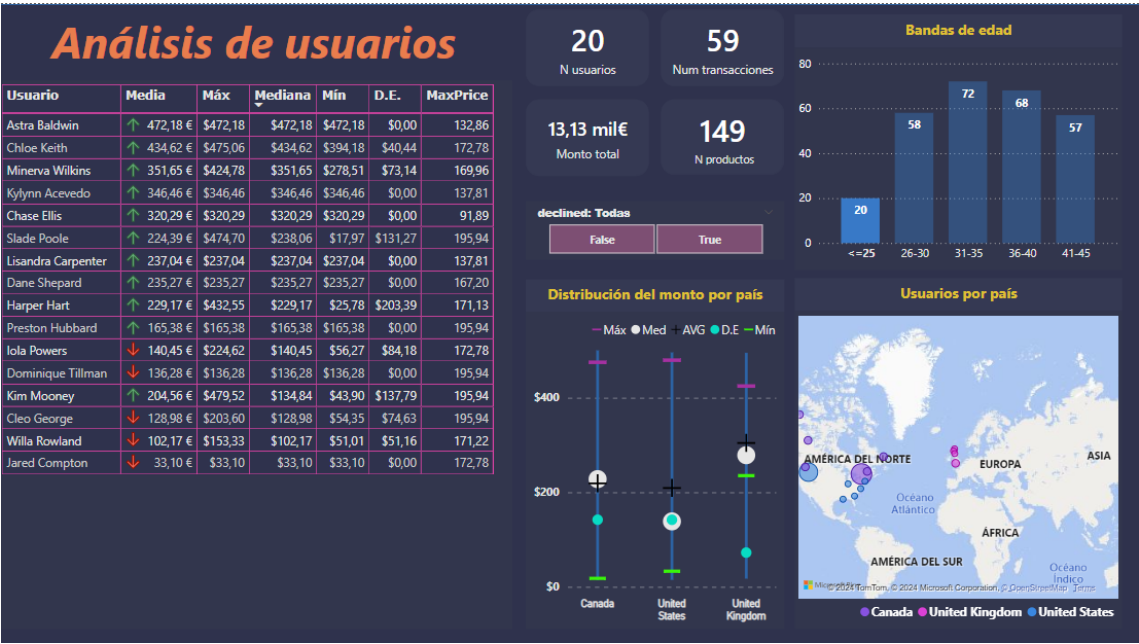 Análisis de usuarios
Usuario Media Máx Mediana Mín D.E. MaxPrice
Astra Baldwin 472,18 € $472,18 $472,18 $472,18 $0,00 132,86
Chloe Keith 434,62 € $475,06 $434,62 $394,18 $40,44 172,78
Minerva Wilkins 351,65 € $424,78 $351,65 $278,51 $73,14 169,96
Kylynn Acevedo 346,46 € $346,46 $346,46 $346,46 $0,00 137,81
Chase Ellis 320,29 € $320,29 $320,29 $320,29 $0,00 91,89
Slade Poole 224,39 € $474,70 $238,06 $17,97 $131,27 195,94
Lisandra Carpenter 237,04 € $237,04 $237,04 $237,04 $0,00 137,81
Dane Shepard 235,27 € $235,27 $235,27 $235,27 $0,00 167,20
Harper Hart 229,17 € $432,55 $229,17 $25,78 $203,39 171,13
Preston Hubbard 165,38 € $165,38 $165,38 $165,38 $0,00 195,94
Iola Powers 140,45 € $224,62 $140,45 $56,27 $84,18 172,78
Dominique Tillman 136,28 € $136,28 $136,28 $136,28 $0,00 195,94
Kim Mooney 204,56 € $479,52 $134,84 $43,90 $137,79 195,94
Cleo George 128,98 € $203,60 $128,98 $54,35 $74,63 195,94
Willa Rowland 102,17 € $153,33 $102,17 $51,01 $51,16 171,22
Jared Compton 33,10 € $33,10 $33,10 $33,10 $0,00 172,78
20
N usuarios
59
Num transacciones
13,13 mil€
Monto total
149
N productos
declined: Todas
False True
Bandas de edad
80
60
40
20
0
20
58
72
68
57
<=25 26-30 31-35 36-40 41-45
Distribución del monto por país
Máx Med AVG D.E Mín
$400
$200
$0
Canada
United States
United Kingdom
Usuarios por país
AMÉRICA DEL NORTE
EUROPA
ASIA
Océano
Atlántico
ÁFRICA
AMÉRICA DEL SUR
Océano
Índico
© 2024 TomTom, © 2024 Microsoft Corporation, © OpenStreetMap Terms
Canada United Kingdom United States